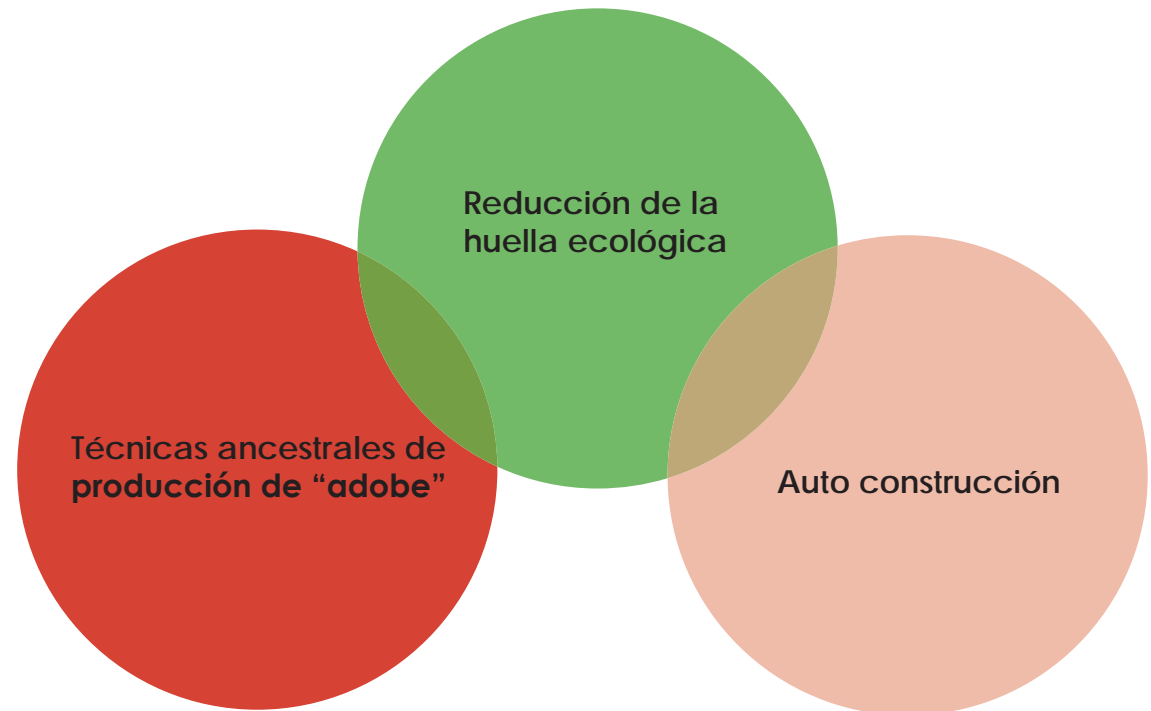 Reducción de la
huella ecológica
Técnicas ancestrales de
producción de “adobe”
Auto construcción